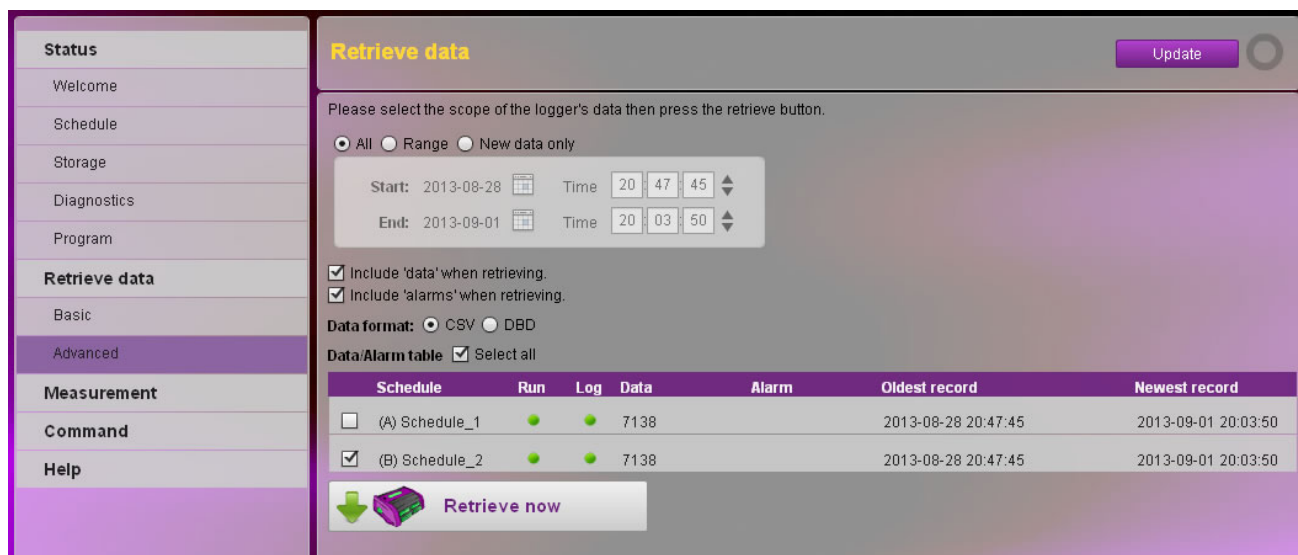 Status
Welcome
Schedule
Storage
Diagnostics
Program
Retrieve data
Basic
Advanced
Measurement
Command
Help
Retrieve data
Update
Please select the scope of the logger's data then press the retrieve button.
All Range New data only
Start: 2013-08-28 Time 20 : 47 : 45
End: 2013-09-01 Time 20 : 03 : 50
Include 'data' when retrieving.
Include 'alarms' when retrieving.
Data format: CSV DBD
Data/Alarm table Select all
Schedule Run Log Data Alarm Oldest record Newest record
(A) Schedule_1 7138 2013-08-28 20:47:45 2013-09-01 20:03:50
(B) Schedule_2 7138 2013-08-28 20:47:45 2013-09-01 20:03:50
Retrieve now